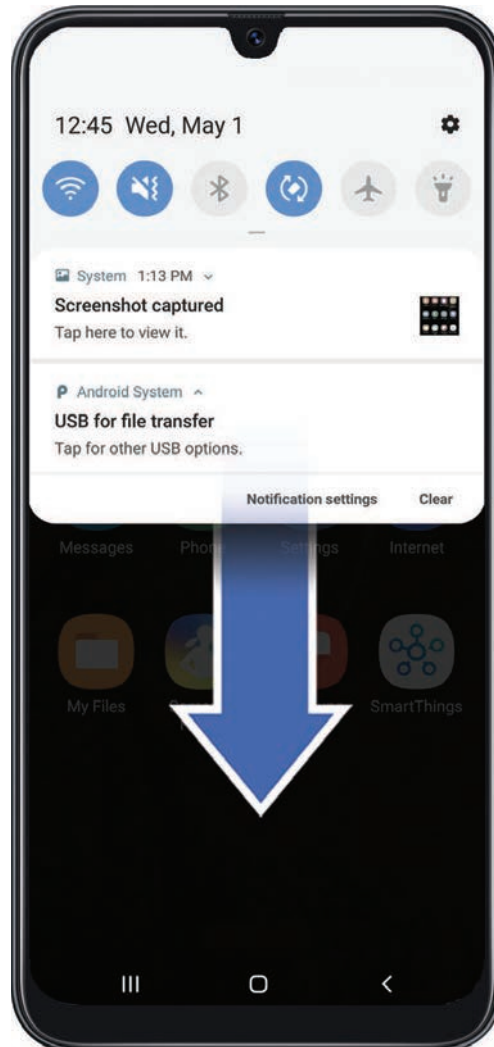 12:45 Wed, May 1
System 1:13 PM
Screenshot captured
Tap here to view it.
Android System
USB for file transfer
Tap for other USB options.
Notification settings Clear
Messages Phone Settings Internet
My Files SmartThings